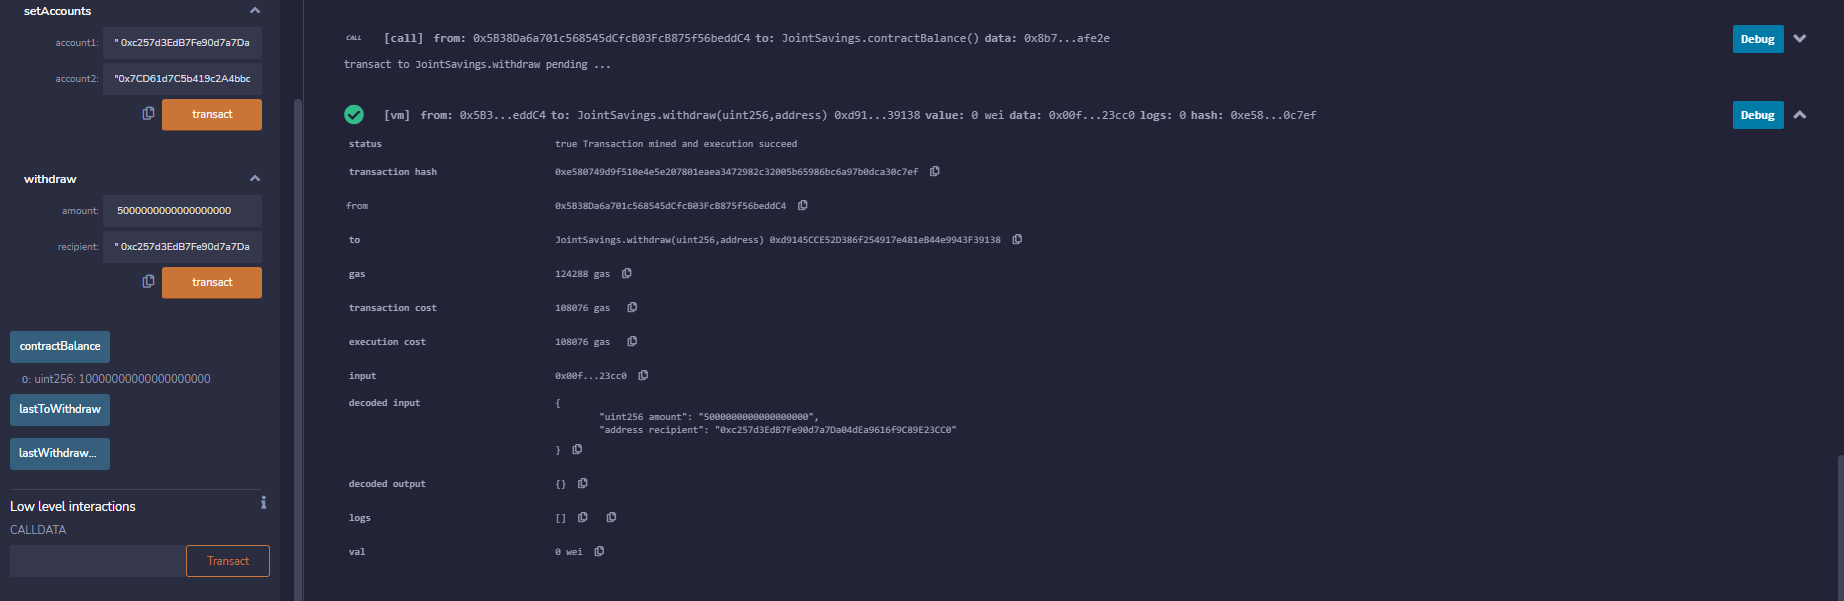 setAccounts
account1: " 0xc257d3EdB7Fe90d7a7Da
account2: "0x7CD61d7C5b419c2A4bbc
transact
withdraw
amount: 5000000000000000000
recipient: " 0xc257d3EdB7Fe90d7a7Da
transact
contractBalance
0: uint256: 10000000000000000000
lastToWithdraw
lastWithdraw...
Low level interactions
CALLDATA
Transact
CALL [call] from: 0x5B38Da6a701c568545dCfcB03FcB875f56beddC4 to: JointSavings.contractBalance() data: 0x8b7...afe2e Debug
transact to JointSavings.withdraw pending ...
[vm] from: 0x5B3...eddC4 to: JointSavings.withdraw(uint256,address) 0xd91...39138 value: 0 wei data: 0x00f...23cc0 logs: 0 hash: 0xe58...0c7ef Debug
status true Transaction mined and execution succeed
transaction hash 0xe580749d9f510e4e5e207801eaea3472982c32005b65986bc6a97b0dca30c7ef
from 0x5B38Da6a701c568545dCfcB03FcB875f56beddC4
to JointSavings.withdraw(uint256,address) 0xd9145CCE52D386f254917e481eB44e9943F39138
gas 124288 gas
transaction cost 108076 gas
execution cost 108076 gas
input 0x00f...23cc0
decoded input {
"uint256 amount": "5000000000000000000",
"address recipient": "0xc257d3EdB7Fe90d7a7Da04dEa9616f9C89E23CC0"
}
decoded output {}
logs []
val 0 wei